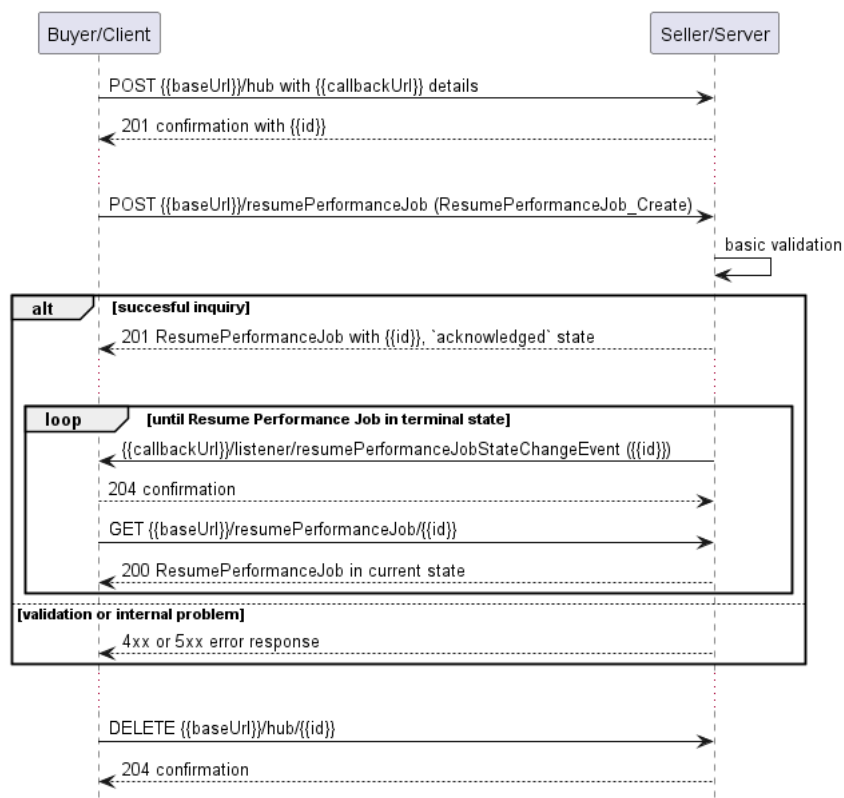 Buyer/Client
Seller/Server
POST {{baseUrl}}/hub with {{callbackUrl}} details
201 confirmation with {{id}}
POST {{baseUrl}}/resumePerformanceJob (ResumePerformanceJob_Create)
basic validation
alt [succesful inquiry]
201 ResumePerformanceJob with {{id}}, `acknowledged` state
loop [until Resume Performance Job in terminal state]
{{callbackUrl}}/listener/resumePerformanceJobStateChangeEvent ({{id}})
204 confirmation
GET {{baseUrl}}/resumePerformanceJob/{{id}}
200 ResumePerformanceJob in current state
[validation or internal problem]
4xx or 5xx error response
DELETE {{baseUrl}}/hub/{{id}}
204 confirmation